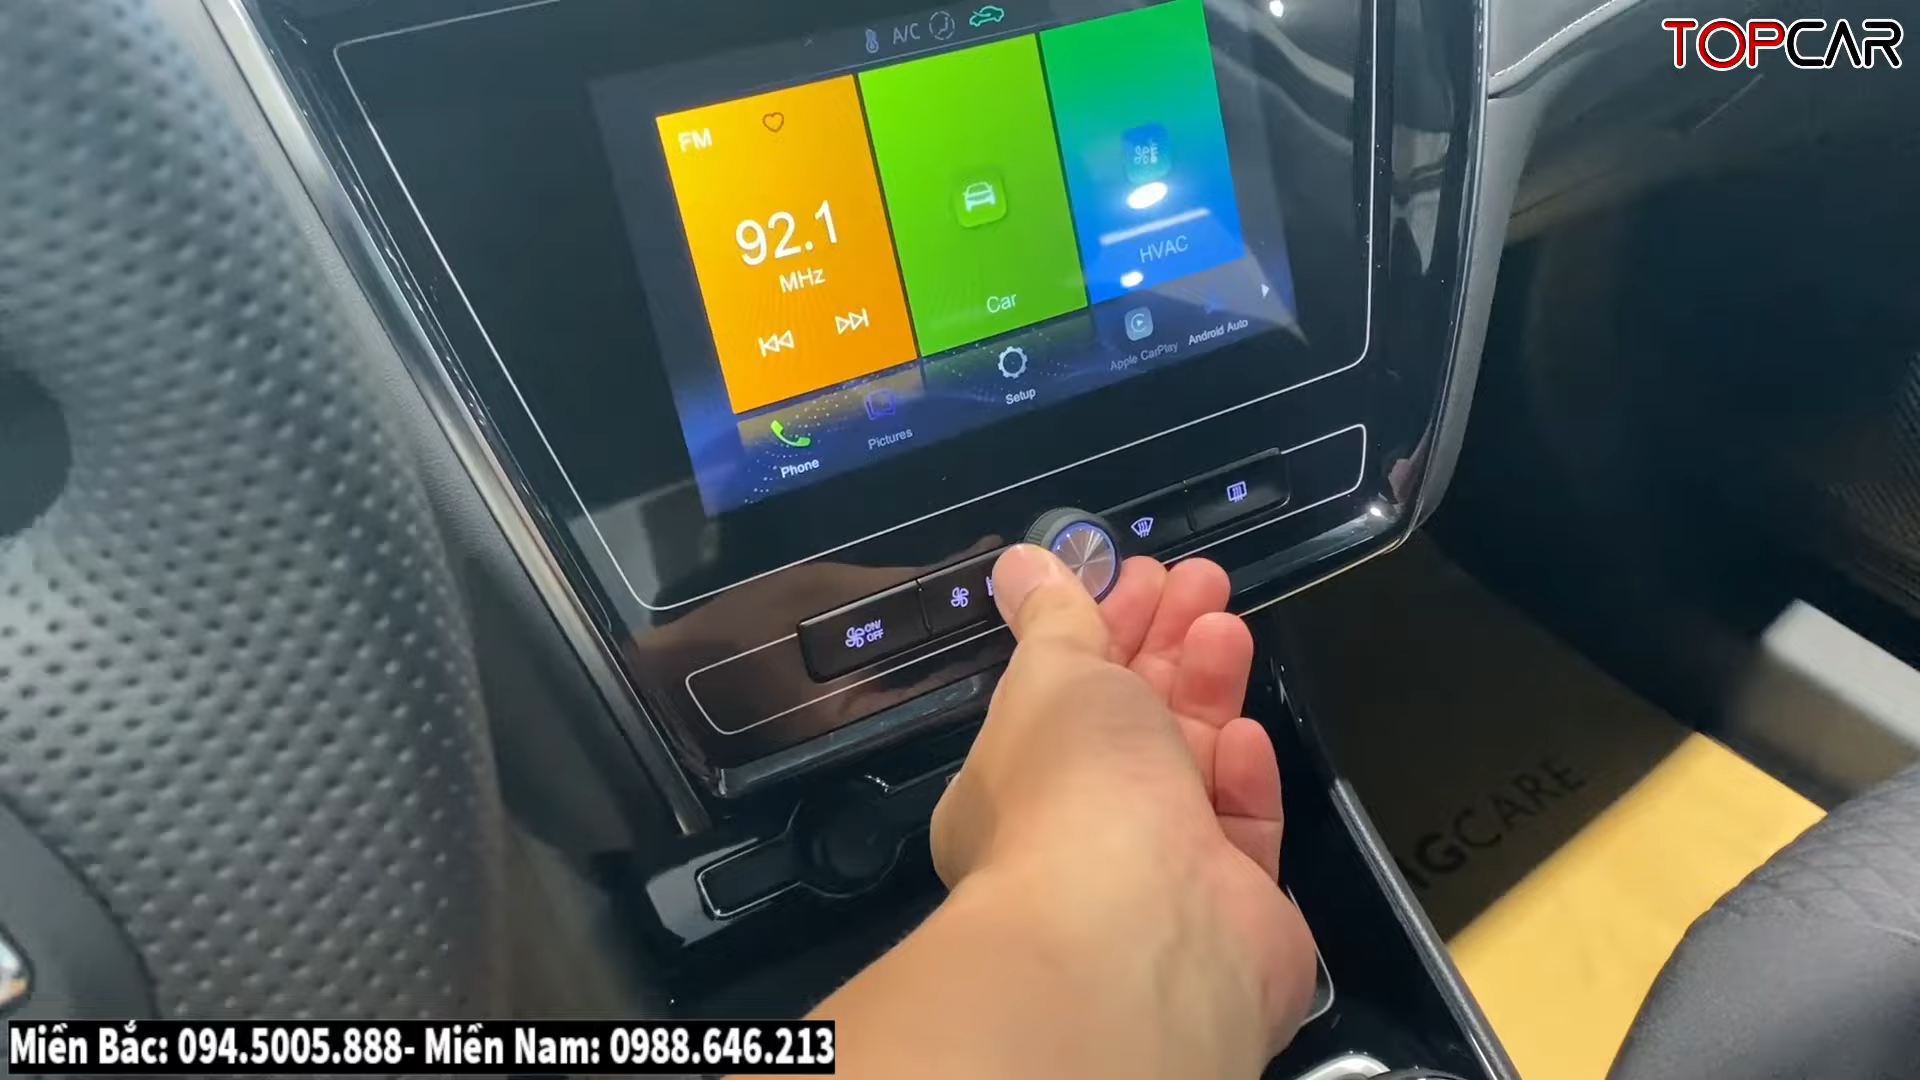 TOPCAR
A/C
FM
92.1
MHz
Car
HVAC
Phone
Pictures
Setup
Apple CarPlay
Android Auto
ON/
OFF
NGCARE
Miền Bắc: 094.5005.888- Miền Nam: 0988.646.213